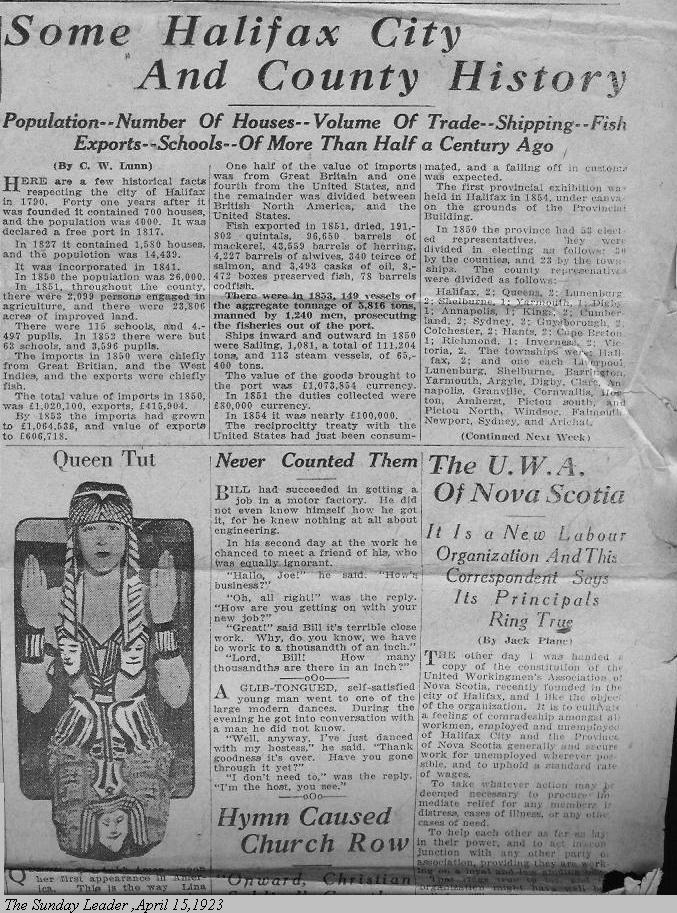 Some Halifax City
And County History
Population--Number Of Houses--Volume Of Trade--Shipping--Fish
Exports--Schools--Of More Than Half a Century Ago
(By C. W. Lunn)
HERE are a few historical facts
respecting the city of Halifax
in 1790. Forty one years after it
was founded it contained 700 houses,
and the population was 4000. It was
declared a free port in 1817.
In 1827 it contained 1,580 houses,
and the population was 14,439.
It was incorporated in 1841.
In 1850 the population was 26,000.
In 1851, throughout the county,
there were 2,099 persons engaged in
agriculture, and there were 23,806
acres of improved land.
There were 115 schools, and 4,-
497 pupils. In 1852 there were but
63 schools, and 3,596 pupils.
The imports in 1850 were chiefly
from Great Britian, and the West
Indies, and the exports were chiefly
fish.
The total value of imports in 1850,
was £1,020,100, exports, £415,904.
By 1852 the imports had grown
to £1,064,536, and value of exports
to £606,718.
One half of the value of imports
was from Great Britain and one
fourth from the United States, and
the remainder was divided between
British North America, and the
United States.
Fish exported in 1851, dried, 191,-
802 quintals, 96,650 barrels of
mackerel, 43,559 barrels of herring,
4,227 barrels of alwives, 340 teirce of
salmon, and 3,493 casks of oil, 3,-
472 boxes preserved fish, 78 barrels
codfish.
There were in 1853, 149 vessels of
the aggregate tonnage of 5,816 tons,
manned by 1,240 men, prosecuting
the fisheries out of the port.
Ships inward and outward in 1850
were Sailing, 1,081, a total of 111,204
tons, and 113 steam vessels, of 65,-
400 tons.
The value of the goods brought to
the port was £1,073,854 currency.
In 1851 the duties collected were
£80,000 currency.
In 1854 it was nearly £100,000.
The reciprocitty treaty with the
United States had just been consum-
mated, and a falling off in customs
was expected.
The first provincial exhibition was
held in Halifax in 1854, under canva-
on the grounds of the Provincial
Building.
In 1850 the province had 53 elect-
ed representatives. They were
divided in electing as follows: 30
by the counties, and 23 by the town-
ships. The county representatives
were divided as follows:
Halifax, 2; Queens, 2; Lunenburg
2; Shelburne, 1; Yarmouth, 1; Digby,
1; Annapolis, 1; Kings, 2; Cumber-
land, 2; Sydney, 2; Guysborough, 2;
Colchester, 2; Hants, 2; Cape Breton
1; Richmond, 1; Inverness, 2; Vic-
toria, 2. The townships were: Hali-
fax, 2; and one each Liverpool
Lunenburg, Shelburne, Barrington,
Yarmouth, Argyle, Digby, Clare, An
napolis, Granville, Cornwallis, Hor-
ton, Amherst, Pictou south, and
Pictou North, Windsor, Falmouth
Newport, Sydney, and Arichat.
(Continued Next Week)
Queen Tut
her first appearance in Amer-
ica. This is the way Lina
Never Counted Them
BILL had succeeded in getting a
job in a motor factory. He did
not even know himself how he got
it, for he knew nothing at all about
engineering.
In his second day at the work he
chanced to meet a friend of his, who
was equally ignorant.
"Hallo, Joe!" he said. "How's
business?"
"Oh, all right!" was the reply.
"How are you getting on with your
new job?"
"Great!" said Bill it's terrible close
work. Why, do you know, we have
to work to a thousandth of an inch."
"Lord, Bill! How many
thousandths are there in an inch?"
——oOo——
A GLIB-TONGUED, self-satisfied
young man went to one of the
large modern dances. During the
evening he got into conversation with
a man he did not know.
"Well, anyway, I've just danced
with my hostess," he said. "Thank
goodness it's over. Have you gone
through it yet?"
"I don't need to," was the reply.
"I'm the host, you see."
——oOo——
Hymn Caused
Church Row
"Onward, Christian
The U.W.A.
Of Nova Scotia
It Is a New Labour
Organization And This
Correspondent Says
Its Principals
Ring True
(By Jack Plane)
THE other day I was handed a
copy of the constitution of the
United Workingmen's Association of
Nova Scotia, recently founded in the
city of Halifax, and I like the object
of the organization. It is to cultivate
a feeling of comradeship amongst all
workmen, employed and unemployed
of Halifax City and the Province
of Nova Scotia generally and secure
work for unemployed wherever pos-
sible, and to uphold a standard rate
of wages.
To take whatever action may be
deemed necessary to procure im
mediate relief for any members in
distress, cases of illness, or any other
cases of need.
To help each other as far as lay
in their power, and to act in con
junction with any other party or
association, providing they are work-
The Sunday Leader ,April 15,1923